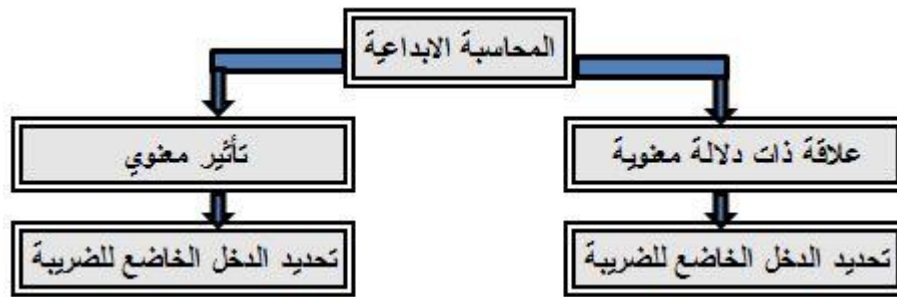 المحاسبة الابداعية
علاقة ذات دلالة معنوية
تأثير معنوي
تحديد الدخل الخاضع للضريبة
تحديد الدخل الخاضع للضريبة